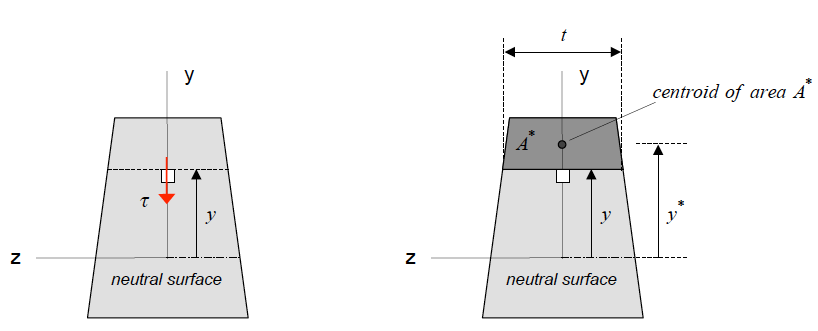 y
τ
y
z
neutral surface
t
y
centroid of area A*
A*
y
y*
z
neutral surface